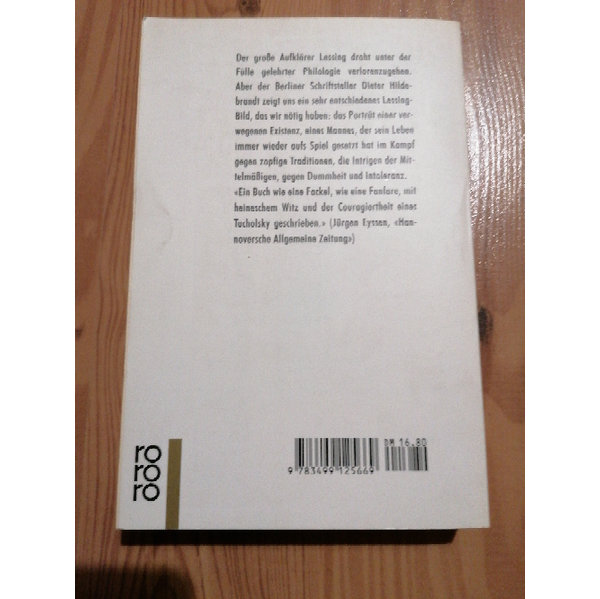 Der große Aufklärer Lessing droht unter der
Fülle gelehrter Philologie verlorenzugehen.
Aber der Berliner Schriftsteller Dieter Hilde-
brandt zeigt uns ein sehr entschiedenes Lessing-
Bild, das wir nötig haben: das Porträt einer ver-
wegenen Existenz, eines Mannes, der sein Leben
immer wieder aufs Spiel gesetzt hat im Kampf
gegen zopfige Traditionen, die Intrigen der Mit-
telmäßigen, gegen Dummheit und Intoleranz.
«Ein Buch wie eine Fackel, wie eine Fanfare, mit
heineschem Witz und der Couragiertheit eines
Tucholsky geschrieben.» (Jürgen Eyssen, «Han-
noversche Allgemeine Zeitung»)
DM 16.80
9 783499 125669
ro
ro
ro